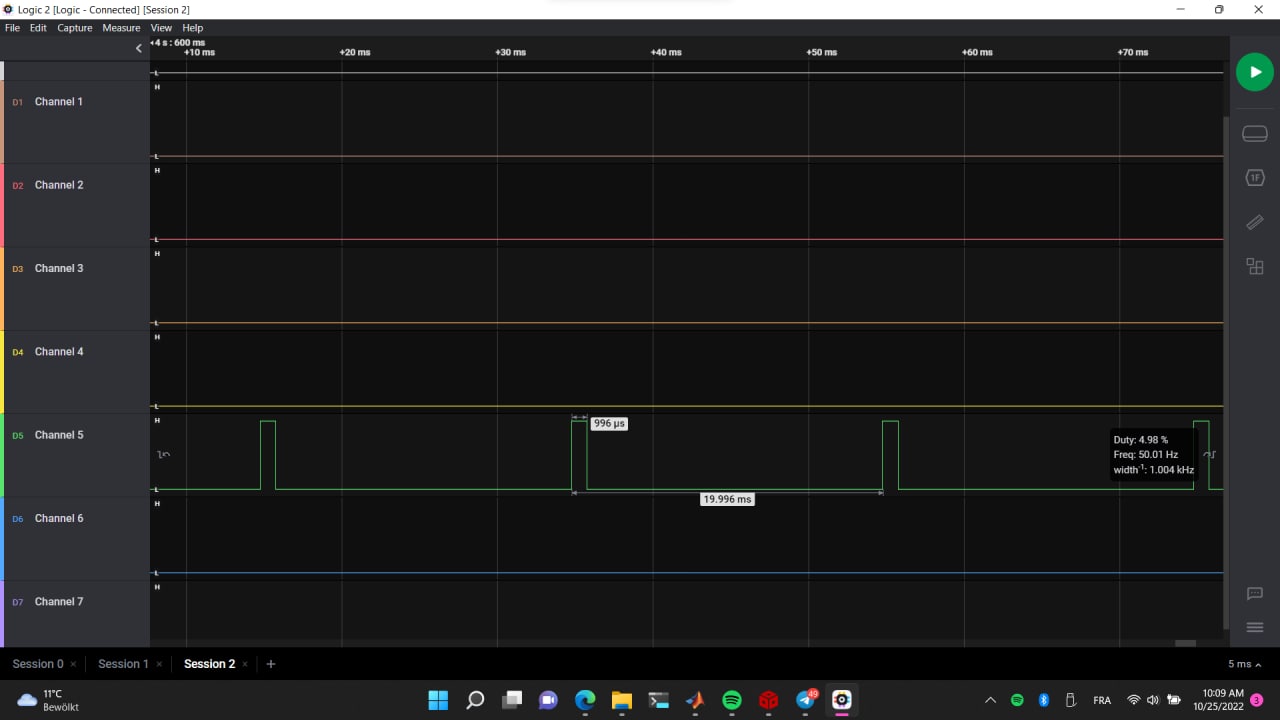 Logic 2 [Logic - Connected] [Session 2]
File Edit Capture Measure View Help
+4 s : 600 ms
+10 ms +20 ms +30 ms +40 ms +50 ms +60 ms +70 ms
L
D1 Channel 1
H
L
D2 Channel 2
H
L
D3 Channel 3
H
L
D4 Channel 4
H
L
D5 Channel 5
H
996 µs
Duty: 4.98 %
Freq: 50.01 Hz
width⁻¹: 1.004 kHz
L
19.996 ms
D6 Channel 6
H
L
D7 Channel 7
H
1F
Session 0 × Session 1 × Session 2 × +
5 ms
11°C
Bewölkt
49
FRA
10:09 AM
10/25/2022
3